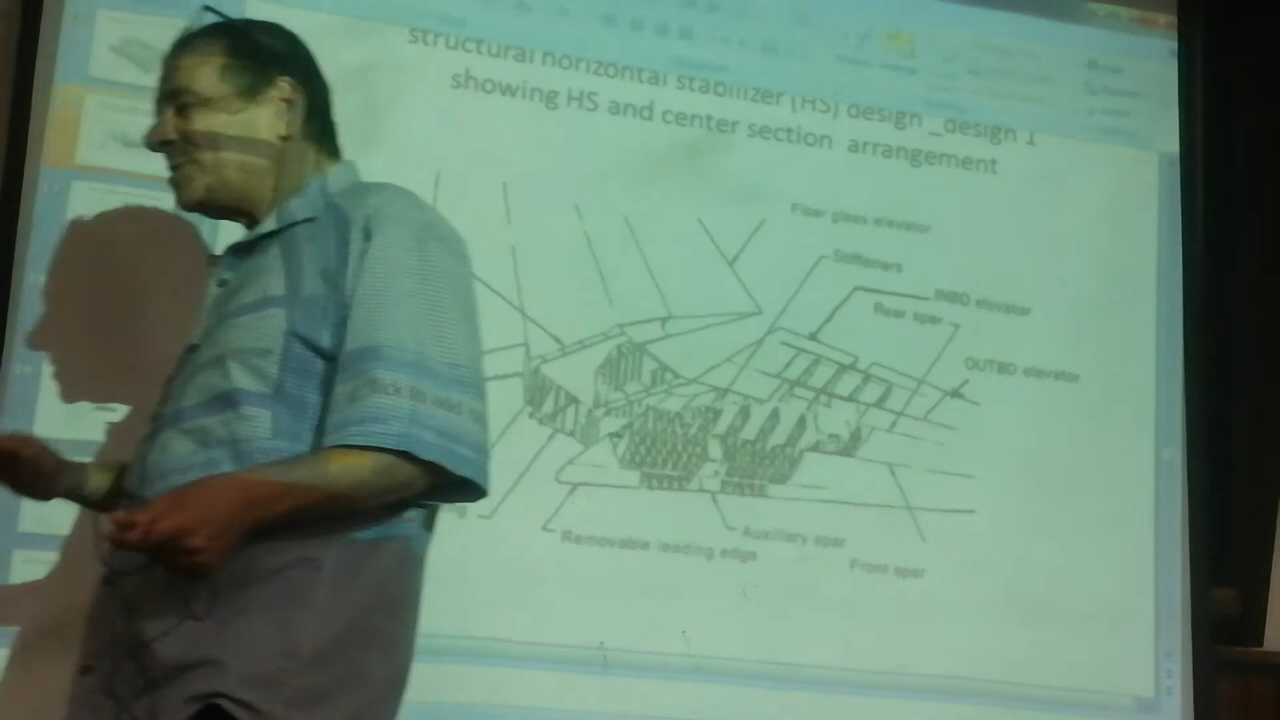 structural horizontal stabilizer (HS) design _design 1
showing HS and center section arrangement
Fiber glass elevator
Stiffeners
INBD elevator
Rear spar
OUTBD elevator
Auxiliary spar
Removable leading edge
Front spar